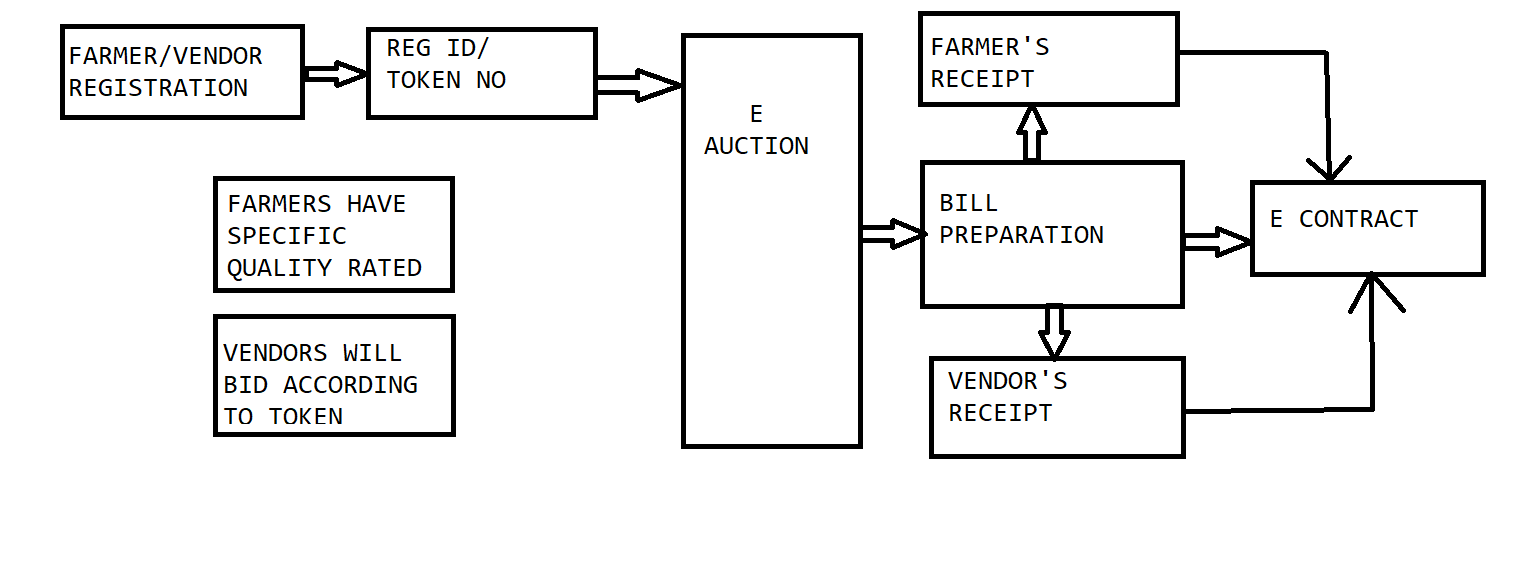 FARMER/VENDOR
REGISTRATION
REG ID/
TOKEN NO
E
AUCTION
FARMER'S
RECEIPT
BILL
PREPARATION
E CONTRACT
VENDOR'S
RECEIPT
FARMERS HAVE
SPECIFIC
QUALITY RATED
VENDORS WILL
BID ACCORDING
TO TOKEN